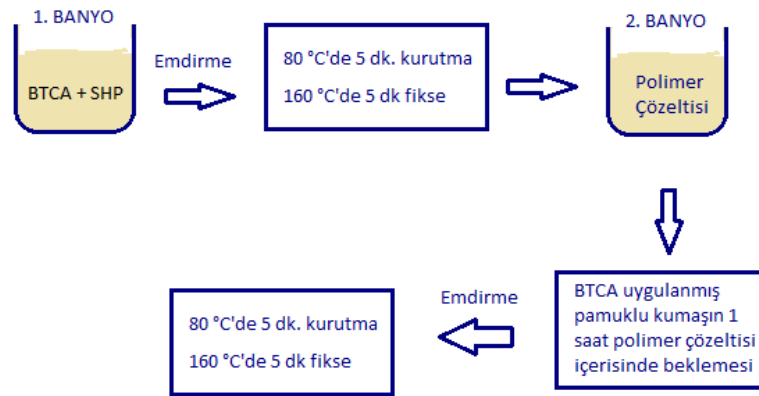 1. BANYO
BTCA + SHP
Emdirme
80 °C'de 5 dk. kurutma
160 °C'de 5 dk fikse
2. BANYO
Polimer
Çözeltisi
BTCA uygulanmış
pamuklu kumaşın 1
saat polimer çözeltisi
içerisinde beklemesi
Emdirme
80 °C'de 5 dk. kurutma
160 °C'de 5 dk fikse